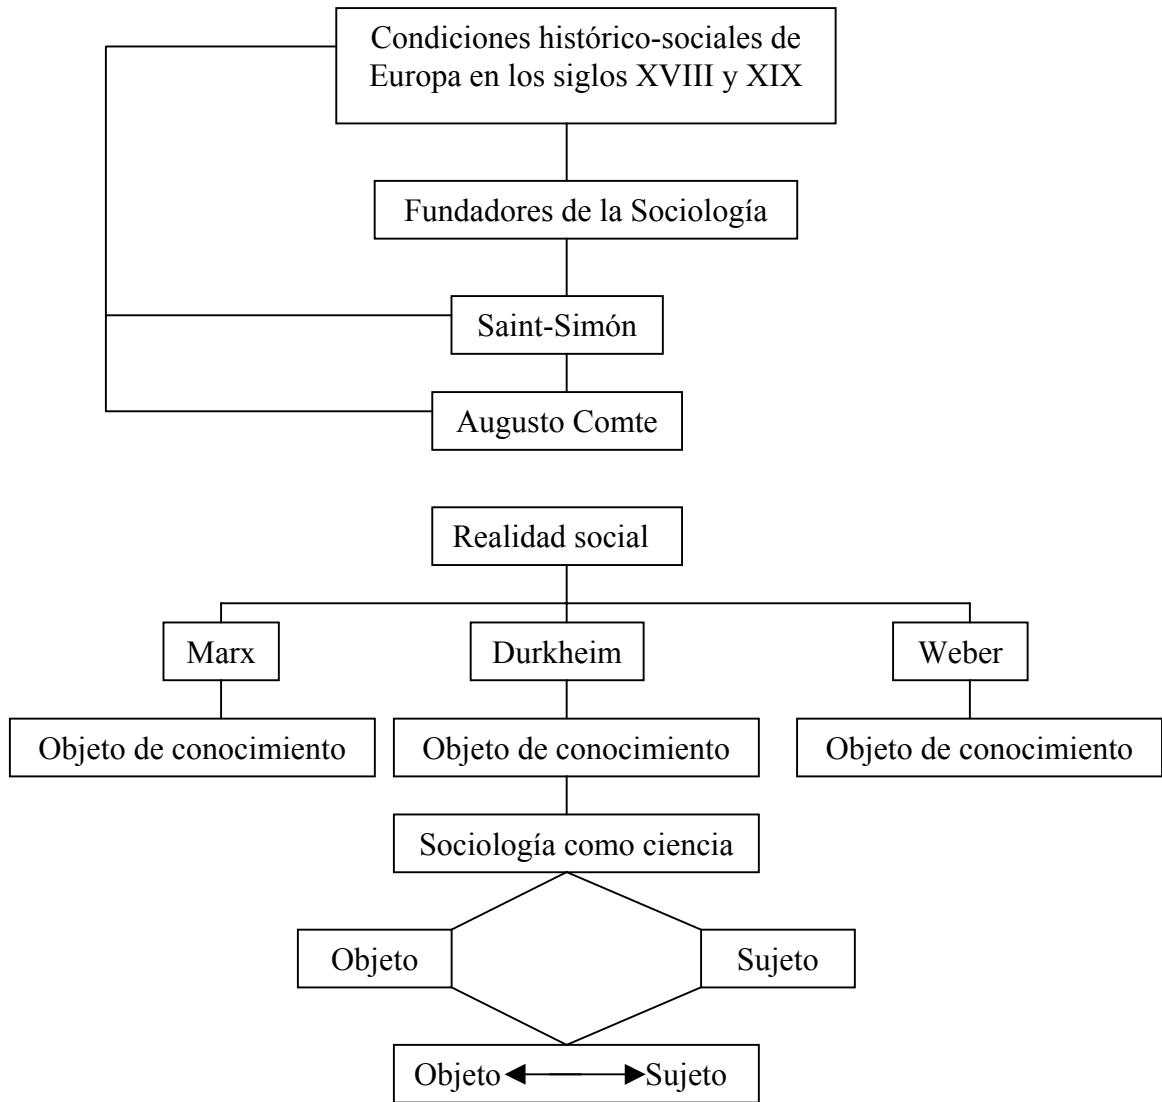 Condiciones histórico-sociales de
Europa en los siglos XVIII y XIX
Fundadores de la Sociología
Saint-Simón
Augusto Comte
Realidad social
Marx
Durkheim
Weber
Objeto de conocimiento
Objeto de conocimiento
Objeto de conocimiento
Sociología como ciencia
Objeto
Sujeto
Objeto Sujeto